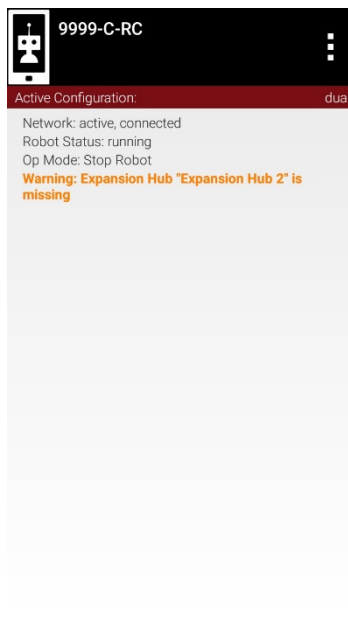 9999-C-RC
Active Configuration: dua
Network: active, connected
Robot Status: running
Op Mode: Stop Robot
Warning: Expansion Hub "Expansion Hub 2" is
missing